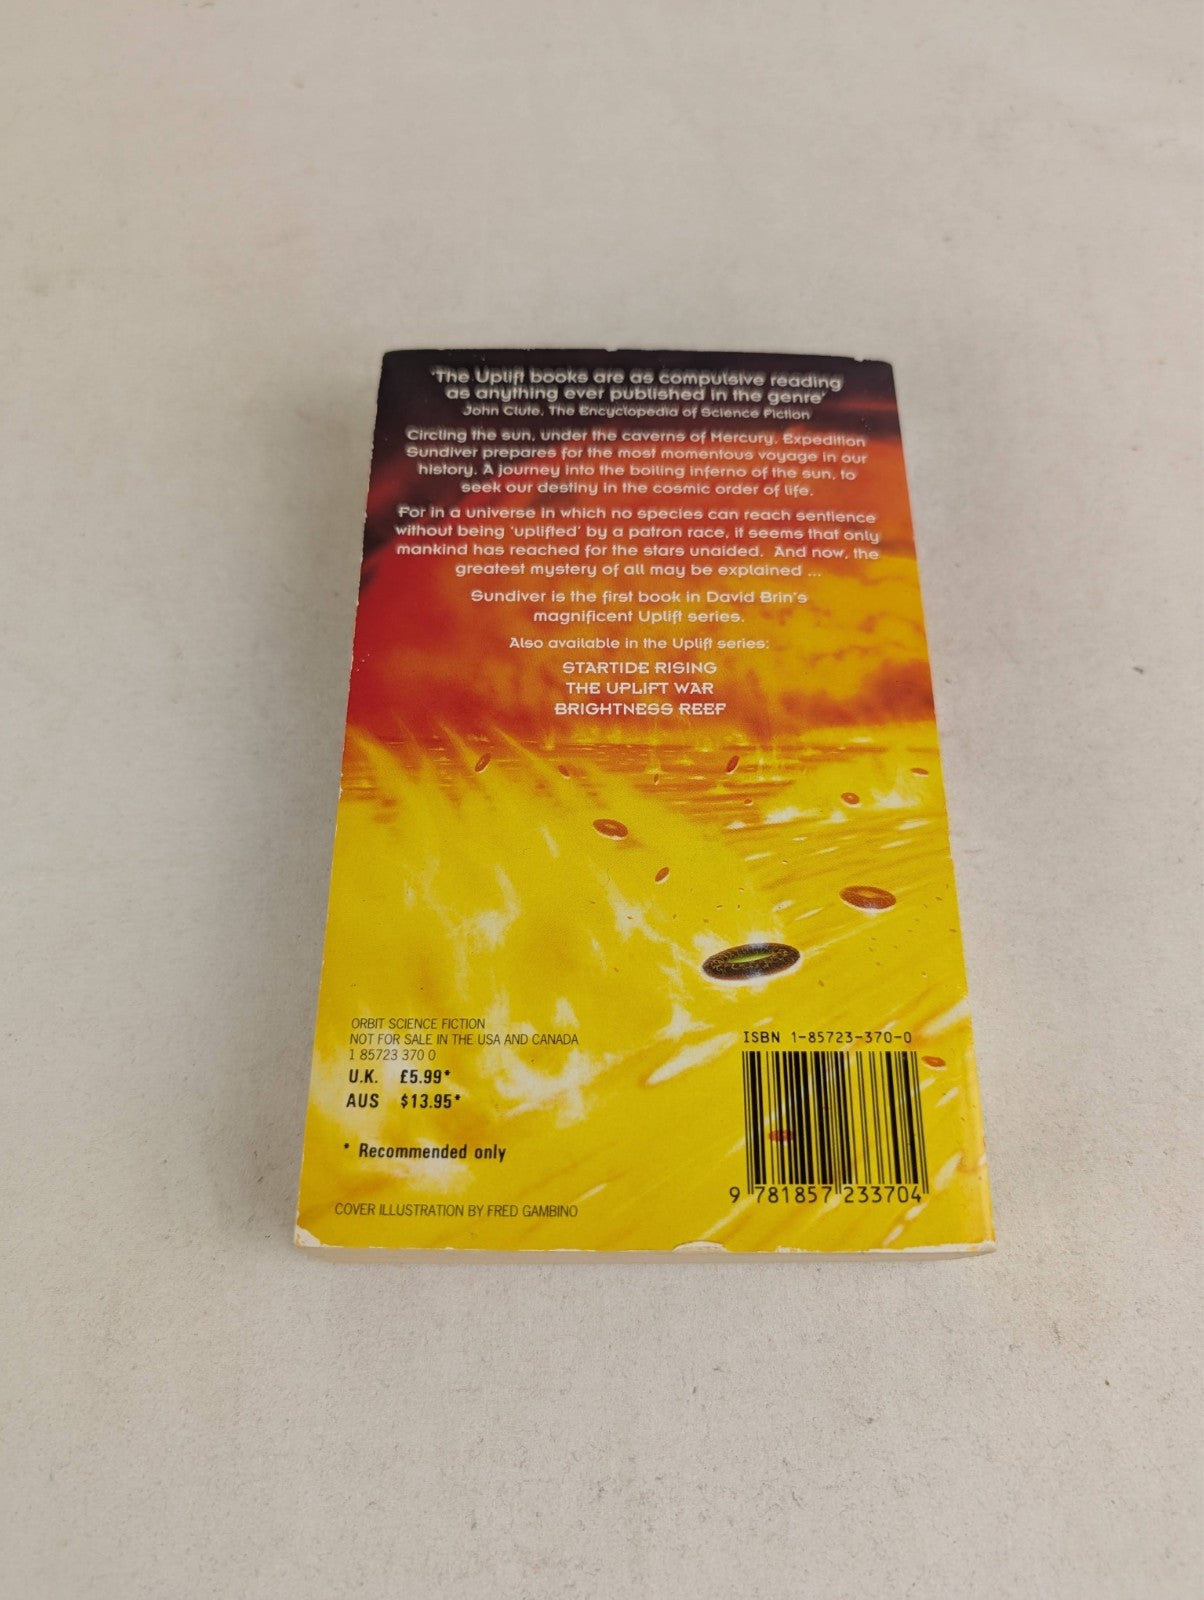 'The Uplift books are as compulsive reading
as anything ever published in the genre'
John Clute, The Encyclopedia of Science Fiction
Circling the sun, under the caverns of Mercury, Expedition
Sundiver prepares for the most momentous voyage in our
history. A journey into the boiling inferno of the sun, to
seek our destiny in the cosmic order of life.
For in a universe in which no species can reach sentience
without being 'uplifted' by a patron race, it seems that only
mankind has reached for the stars unaided. And now, the
greatest mystery of all may be explained ...
Sundiver is the first book in David Brin's
magnificent Uplift series.
Also available in the Uplift series:
STARTIDE RISING
THE UPLIFT WAR
BRIGHTNESS REEF
ORBIT SCIENCE FICTION
NOT FOR SALE IN THE USA AND CANADA
1 85723 370 0
U.K. £5.99*
AUS $13.95*
* Recommended only
COVER ILLUSTRATION BY FRED GAMBINO
ISBN 1-85723-370-0
9 781857 233704